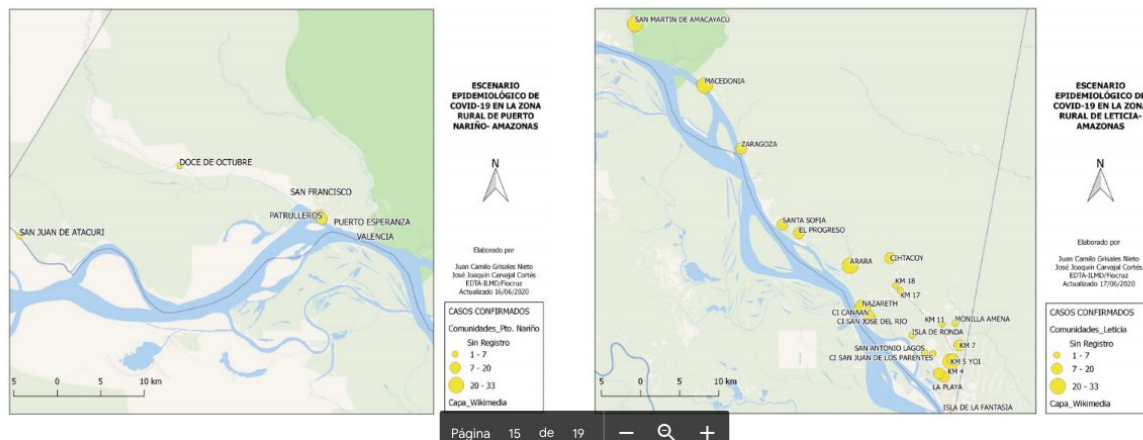 ESCENARIO
EPIDEMIOLÓGICO DE
COVID-19 EN LA ZONA
RURAL DE PUERTO
NARIÑO- AMAZONAS
N
DOCE DE OCTUBRE
SAN FRANCISCO
PATRULLEROS
PUERTO ESPERANZA
VALENCIA
SAN JUAN DE ATACURI
Elaborado por
Juan Camilo Grisales Nieto
José Joaquín Carvajal Cortés
EDTA-ILMD/Fiocruz
Actualizado 16/06/2020
CASOS CONFIRMADOS
Comunidades_Pto. Nariño
Sin Registro
1 - 7
7 - 20
20 - 33
Capa_Wikimedia
5 0 5 10 km
SAN MARTIN DE AMACAYACÚ
MACEDONIA
ZARAGOZA
SANTA SOFIA
EL PROGRESO
ARARA
CIHTACOY
KM 18
KM 17
NAZARETH
CI CANAAN
CI SAN JOSE DEL RIO
KM 11
MONILLA AMENA
ISLA DE RONDA
KM 7
SAN ANTONIO LAGOS
CI SAN JUAN DE LOS PARENTES
KM 5 YOI
KM 4
LA PLAYA
ISLA DE LA FANTASIA
5 0 5 10 km
ESCENARIO
EPIDEMIOLÓGICO DE
COVID-19 EN LA ZONA
RURAL DE LETICIA-
AMAZONAS
N
Elaborado por
Juan Camilo Grisales Nieto
José Joaquín Carvajal Cortés
EDTA-ILMD/Fiocruz
Actualizado 17/06/2020
CASOS CONFIRMADOS
Comunidades_Leticia
Sin Registro
1 - 7
7 - 20
20 - 33
Capa_Wikimedia
Página 15 de 19